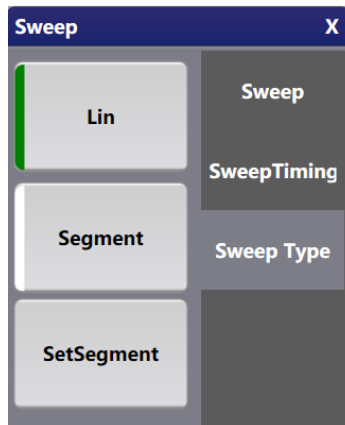 Sweep X
Lin
Segment
SetSegment
Sweep
SweepTiming
Sweep Type